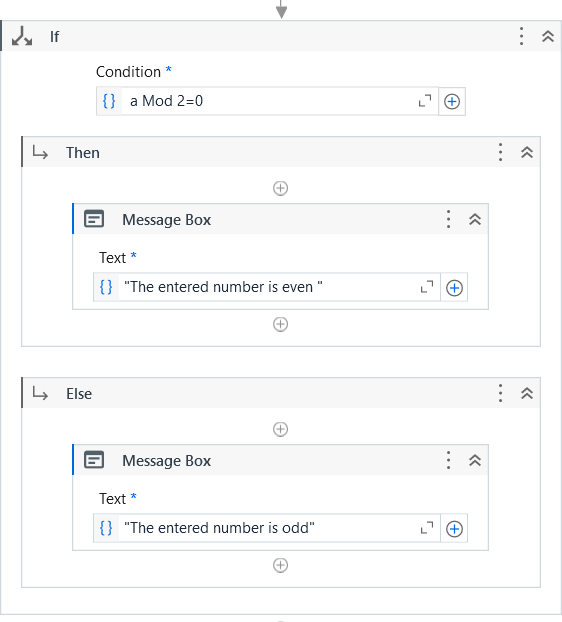 If
Condition *
{} a Mod 2=0
Then
Message Box
Text *
{} "The entered number is even "
Else
Message Box
Text *
{} "The entered number is odd"